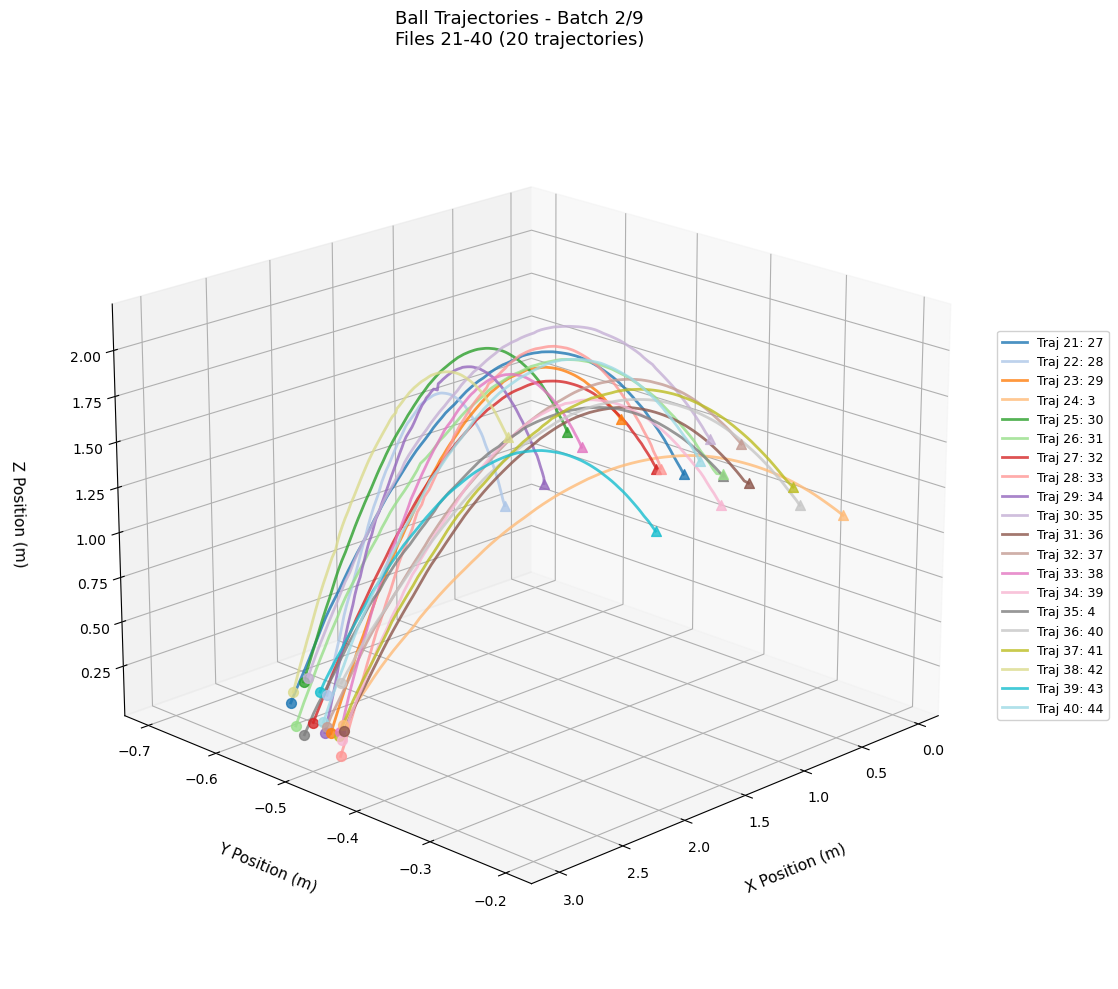 Ball Trajectories - Batch 2/9
Files 21-40 (20 trajectories)
Z Position (m)
2.00
1.75
1.50
1.25
1.00
0.75
0.50
0.25
−0.7
−0.6
−0.5
−0.4
−0.3
−0.2
Y Position (m)
3.0
2.5
2.0
1.5
1.0
0.5
0.0
X Position (m)
Traj 21: 27
Traj 22: 28
Traj 23: 29
Traj 24: 3
Traj 25: 30
Traj 26: 31
Traj 27: 32
Traj 28: 33
Traj 29: 34
Traj 30: 35
Traj 31: 36
Traj 32: 37
Traj 33: 38
Traj 34: 39
Traj 35: 4
Traj 36: 40
Traj 37: 41
Traj 38: 42
Traj 39: 43
Traj 40: 44